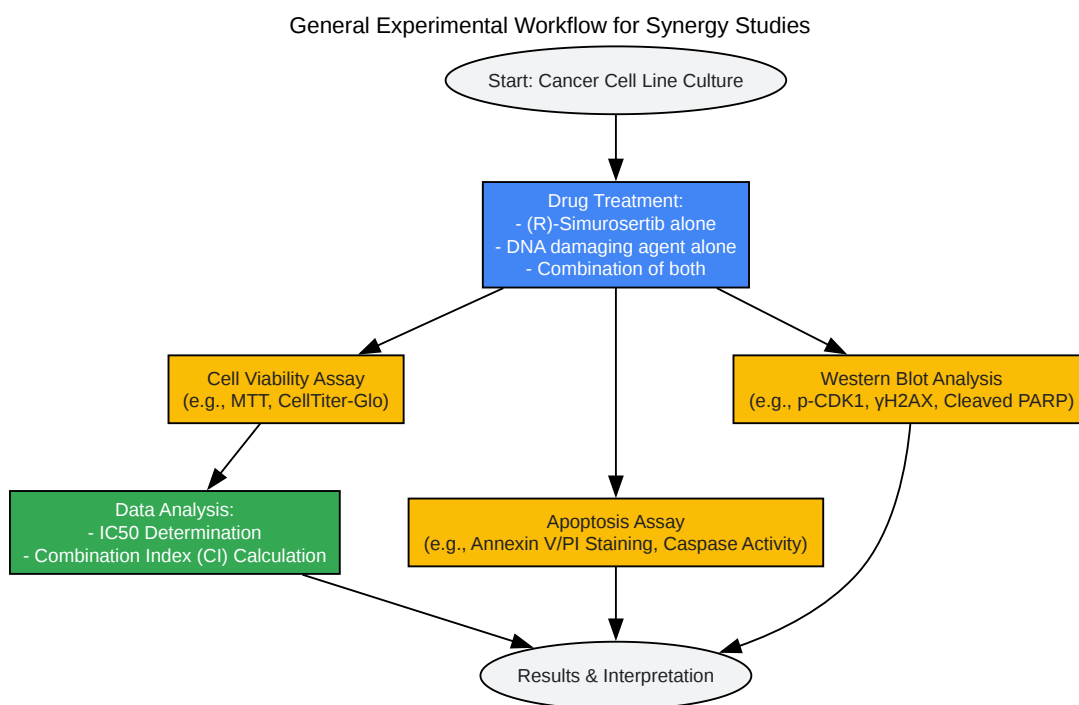 General Experimental Workflow for Synergy Studies
Start: Cancer Cell Line Culture
Drug Treatment:
- (R)-Simurosertib alone
- DNA damaging agent alone
- Combination of both
Cell Viability Assay
(e.g., MTT, CellTiter-Glo)
Western Blot Analysis
(e.g., p-CDK1, γH2AX, Cleaved PARP)
Data Analysis:
- IC50 Determination
- Combination Index (CI) Calculation
Apoptosis Assay
(e.g., Annexin V/PI Staining, Caspase Activity)
Results & Interpretation